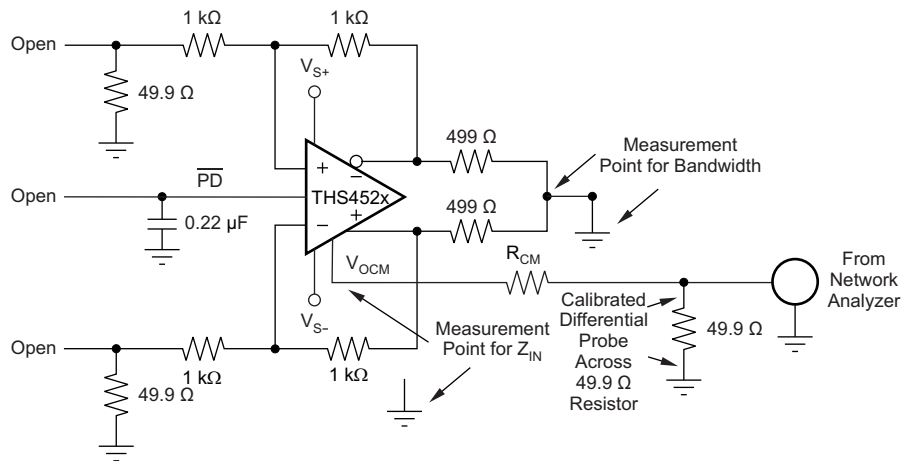 1 kΩ
1 kΩ
Open
V_S+
49.9 Ω
499 Ω
Measurement
Point for Bandwidth
+
−
PD
Open
THS452x
0.22 µF
499 Ω
+
−
V_OCM
R_CM
From
Network
Analyzer
V_S−
Measurement
Point for Z_IN
Calibrated
Differential
Probe
Across
49.9 Ω
Resistor
49.9 Ω
Open
1 kΩ
1 kΩ
49.9 Ω